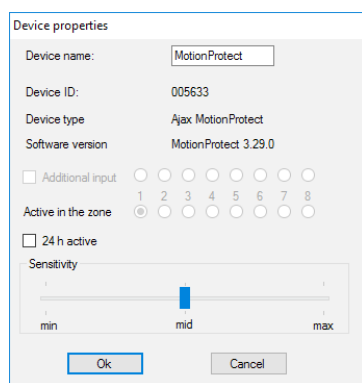 Device properties
Device name: MotionProtect
Device ID: 005633
Device type Ajax MotionProtect
Software version MotionProtect 3.29.0
Additional input
1 2 3 4 5 6 7 8
Active in the zone
24 h active
Sensitivity
min mid max
Ok Cancel